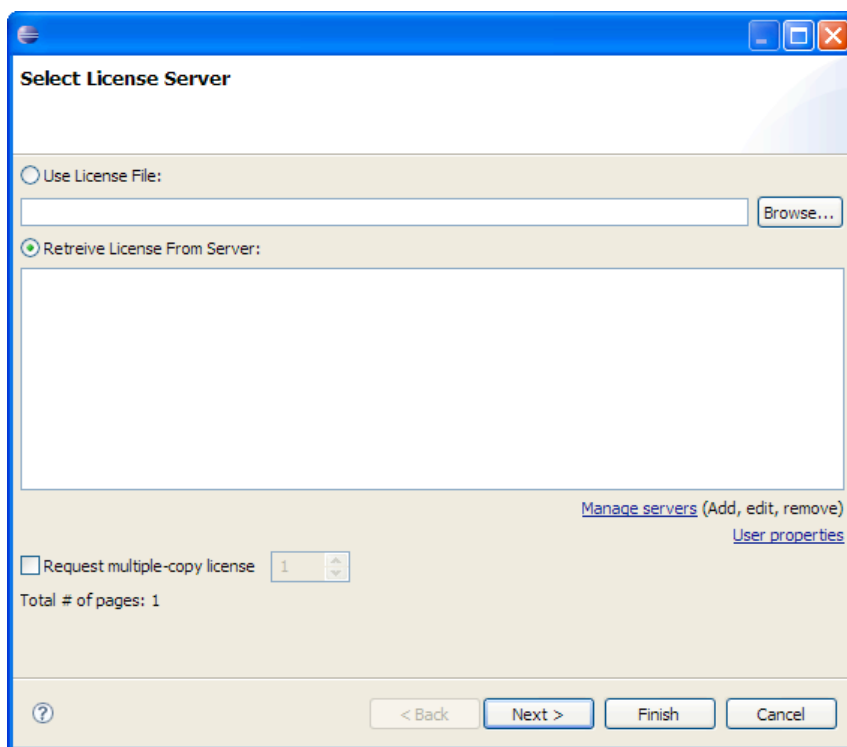 Select License Server
Use License File:
Browse...
Retreive License From Server:
Manage servers (Add, edit, remove)
User properties
Request multiple-copy license 1
Total # of pages: 1
? < Back Next > Finish Cancel